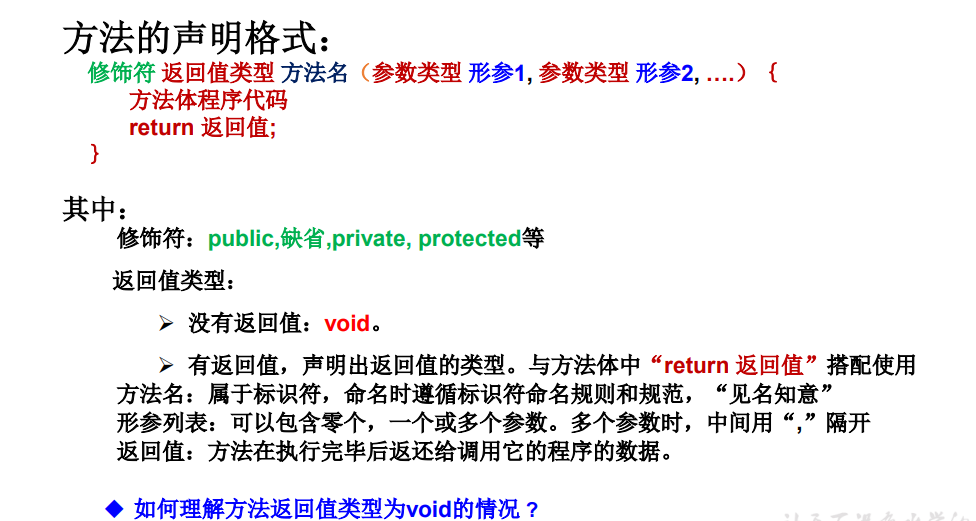 方法的声明格式：
修饰符 返回值类型 方法名（参数类型 形参1, 参数类型 形参2, ….）｛
方法体程序代码
return 返回值;
｝
其中：
修饰符：public,缺省,private, protected等
返回值类型：
➢ 没有返回值：void。
➢ 有返回值，声明出返回值的类型。与方法体中“return 返回值”搭配使用
方法名：属于标识符，命名时遵循标识符命名规则和规范，“见名知意”
形参列表：可以包含零个，一个或多个参数。多个参数时，中间用“,”隔开
返回值：方法在执行完毕后返还给调用它的程序的数据。
◆ 如何理解方法返回值类型为void的情况？